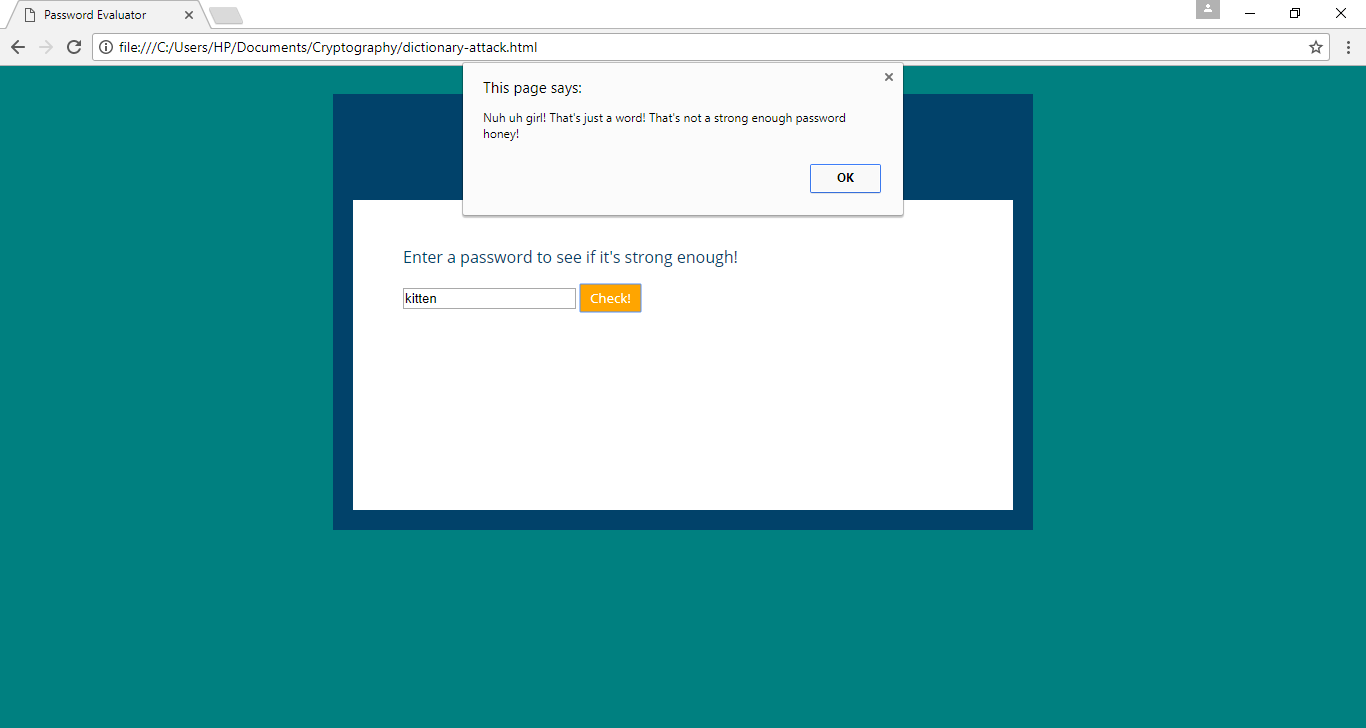 Password Evaluator
file:///C:/Users/HP/Documents/Cryptography/dictionary-attack.html
This page says:
Nuh uh girl! That's just a word! That's not a strong enough password
honey!
OK
Enter a password to see if it's strong enough!
kitten Check!